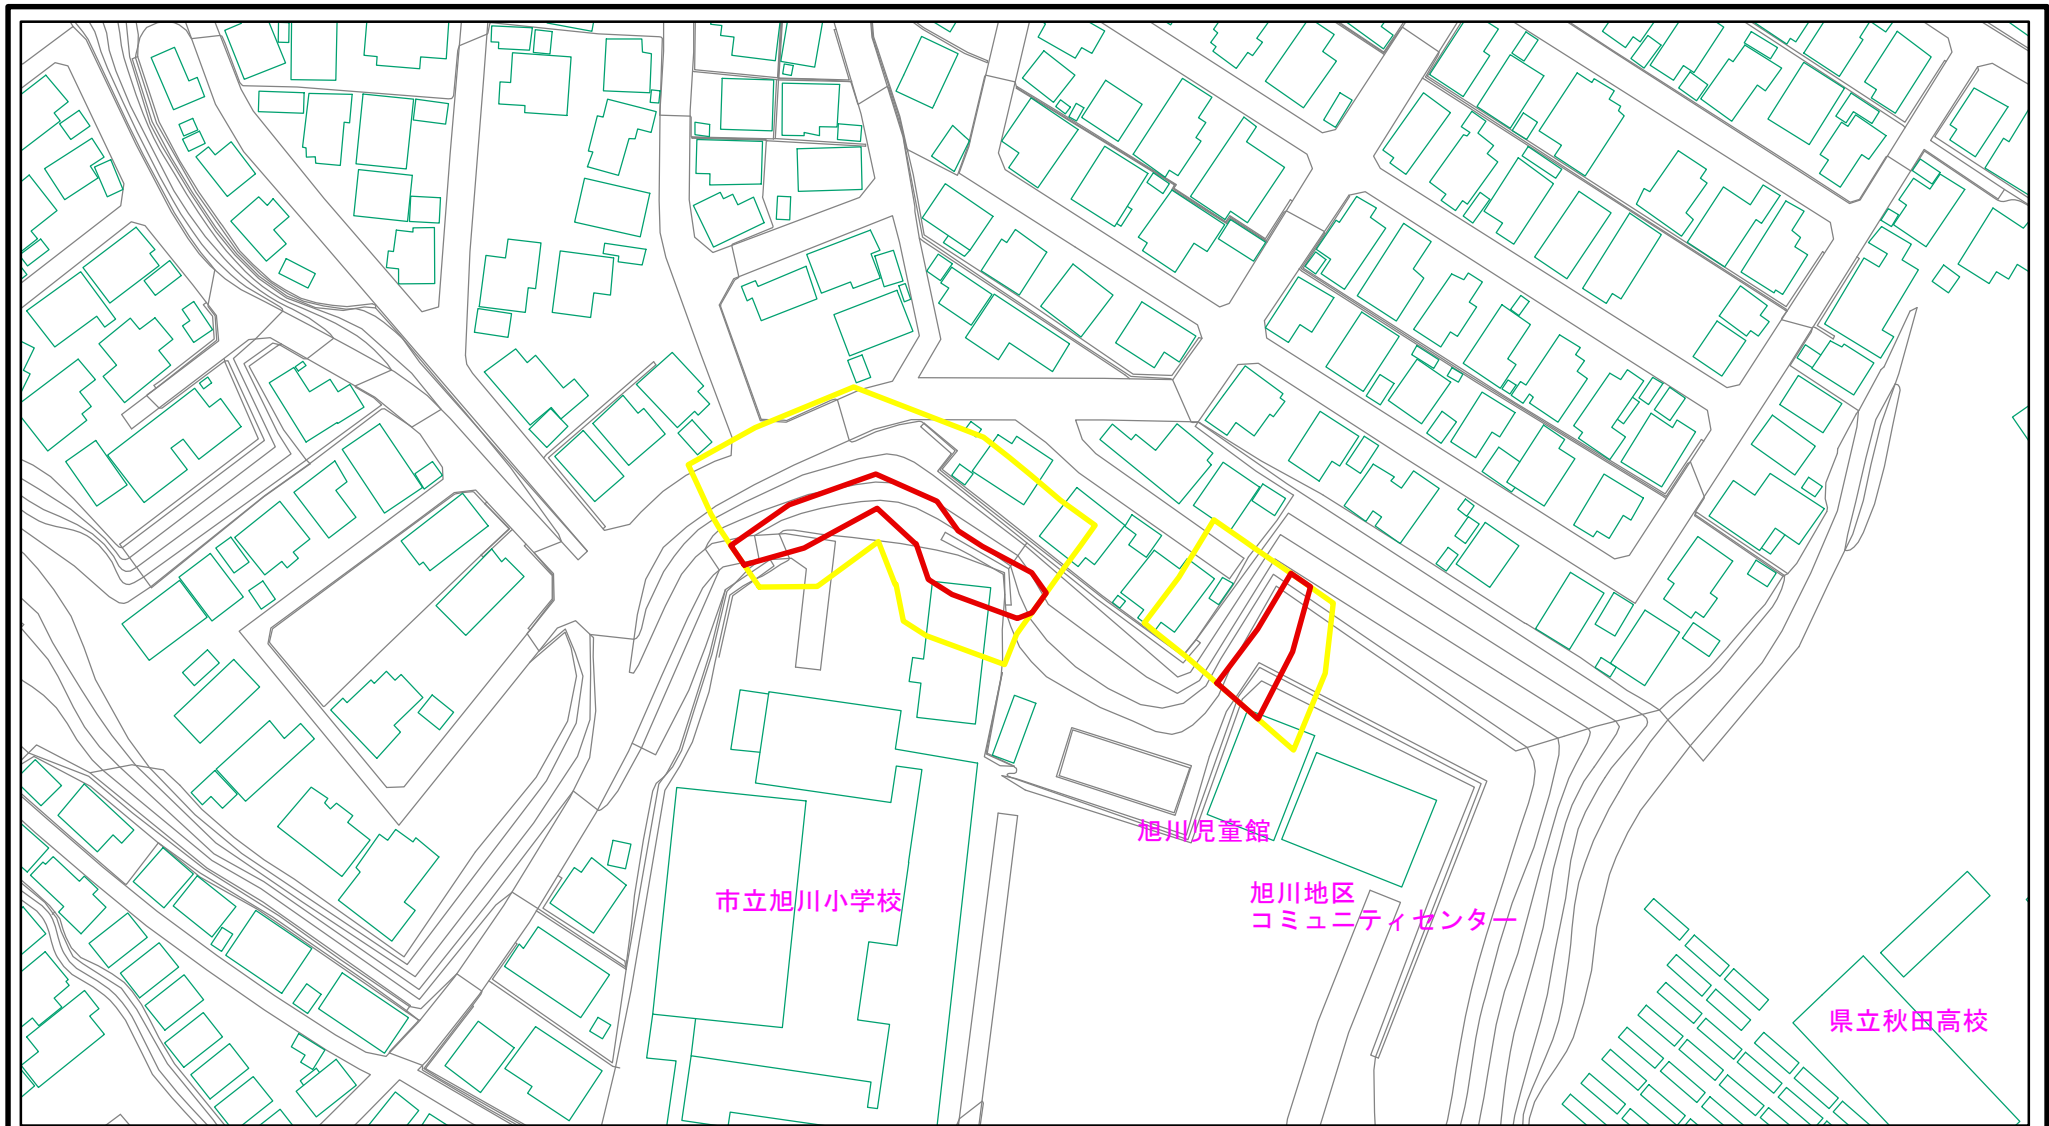 旭川児童館
市立旭川小学校
旭川地区
コミュニティセンター
県立秋田高校